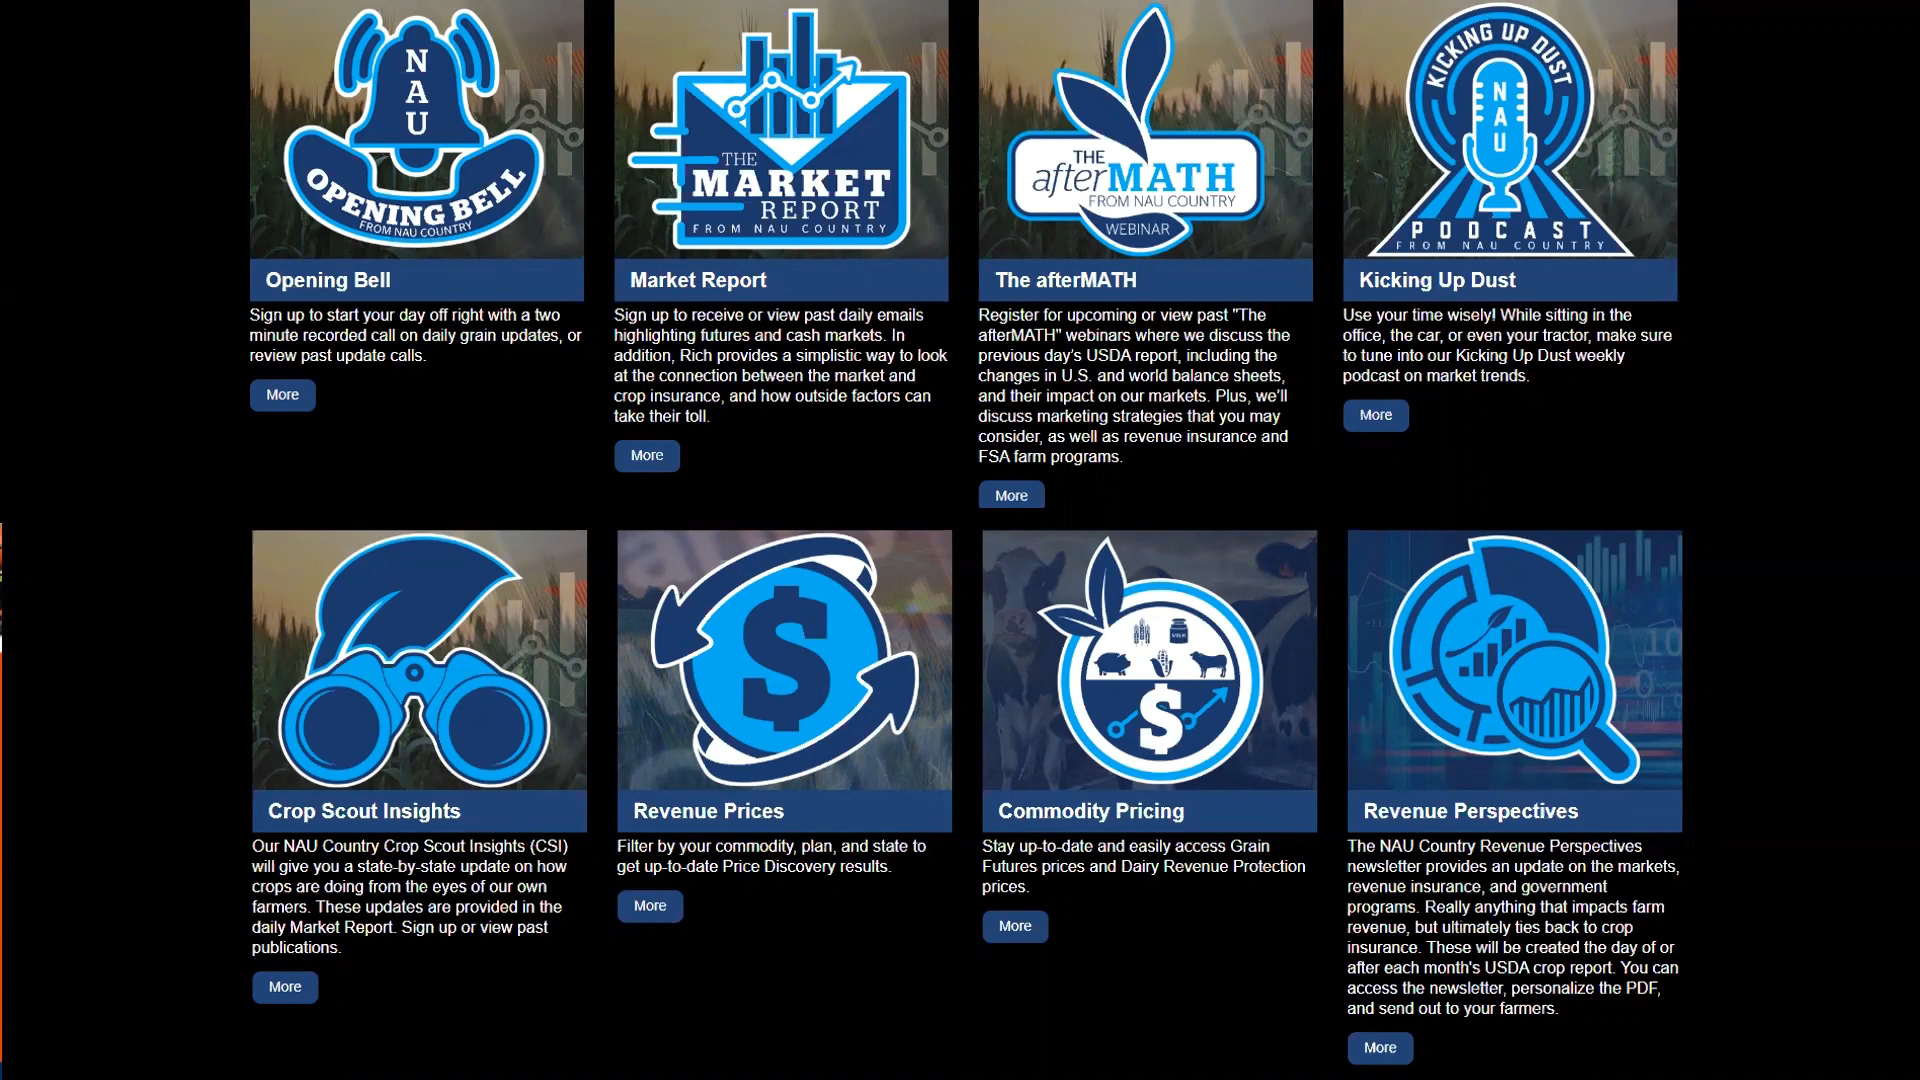 NAU
OPENING BELL
FROM NAU COUNTRY
Opening Bell
Sign up to start your day off right with a two
minute recorded call on daily grain updates, or
review past update calls.
More
THE
MARKET
REPORT
FROM NAU COUNTRY
Market Report
Sign up to receive or view past daily emails
highlighting futures and cash markets. In
addition, Rich provides a simplistic way to look
at the connection between the market and
crop insurance, and how outside factors can
take their toll.
More
THE
afterMATH
FROM NAU COUNTRY
WEBINAR
The afterMATH
Register for upcoming or view past "The
afterMATH" webinars where we discuss the
previous day's USDA report, including the
changes in U.S. and world balance sheets,
and their impact on our markets. Plus, we'll
discuss marketing strategies that you may
consider, as well as revenue insurance and
FSA farm programs.
More
KICKING UP DUST
NAU
PODCAST
FROM NAU COUNTRY
Kicking Up Dust
Use your time wisely! While sitting in the
office, the car, or even your tractor, make sure
to tune into our Kicking Up Dust weekly
podcast on market trends.
More
Crop Scout Insights
Our NAU Country Crop Scout Insights (CSI)
will give you a state-by-state update on how
crops are doing from the eyes of our own
farmers. These updates are provided in the
daily Market Report. Sign up or view past
publications.
More
$
Revenue Prices
Filter by your commodity, plan, and state to
get up-to-date Price Discovery results.
More
MILK
$
Commodity Pricing
Stay up-to-date and easily access Grain
Futures prices and Dairy Revenue Protection
prices.
More
Revenue Perspectives
The NAU Country Revenue Perspectives
newsletter provides an update on the markets,
revenue insurance, and government
programs. Really anything that impacts farm
revenue, but ultimately ties back to crop
insurance. These will be created the day of or
after each month's USDA crop report. You can
access the newsletter, personalize the PDF,
and send out to your farmers.
More